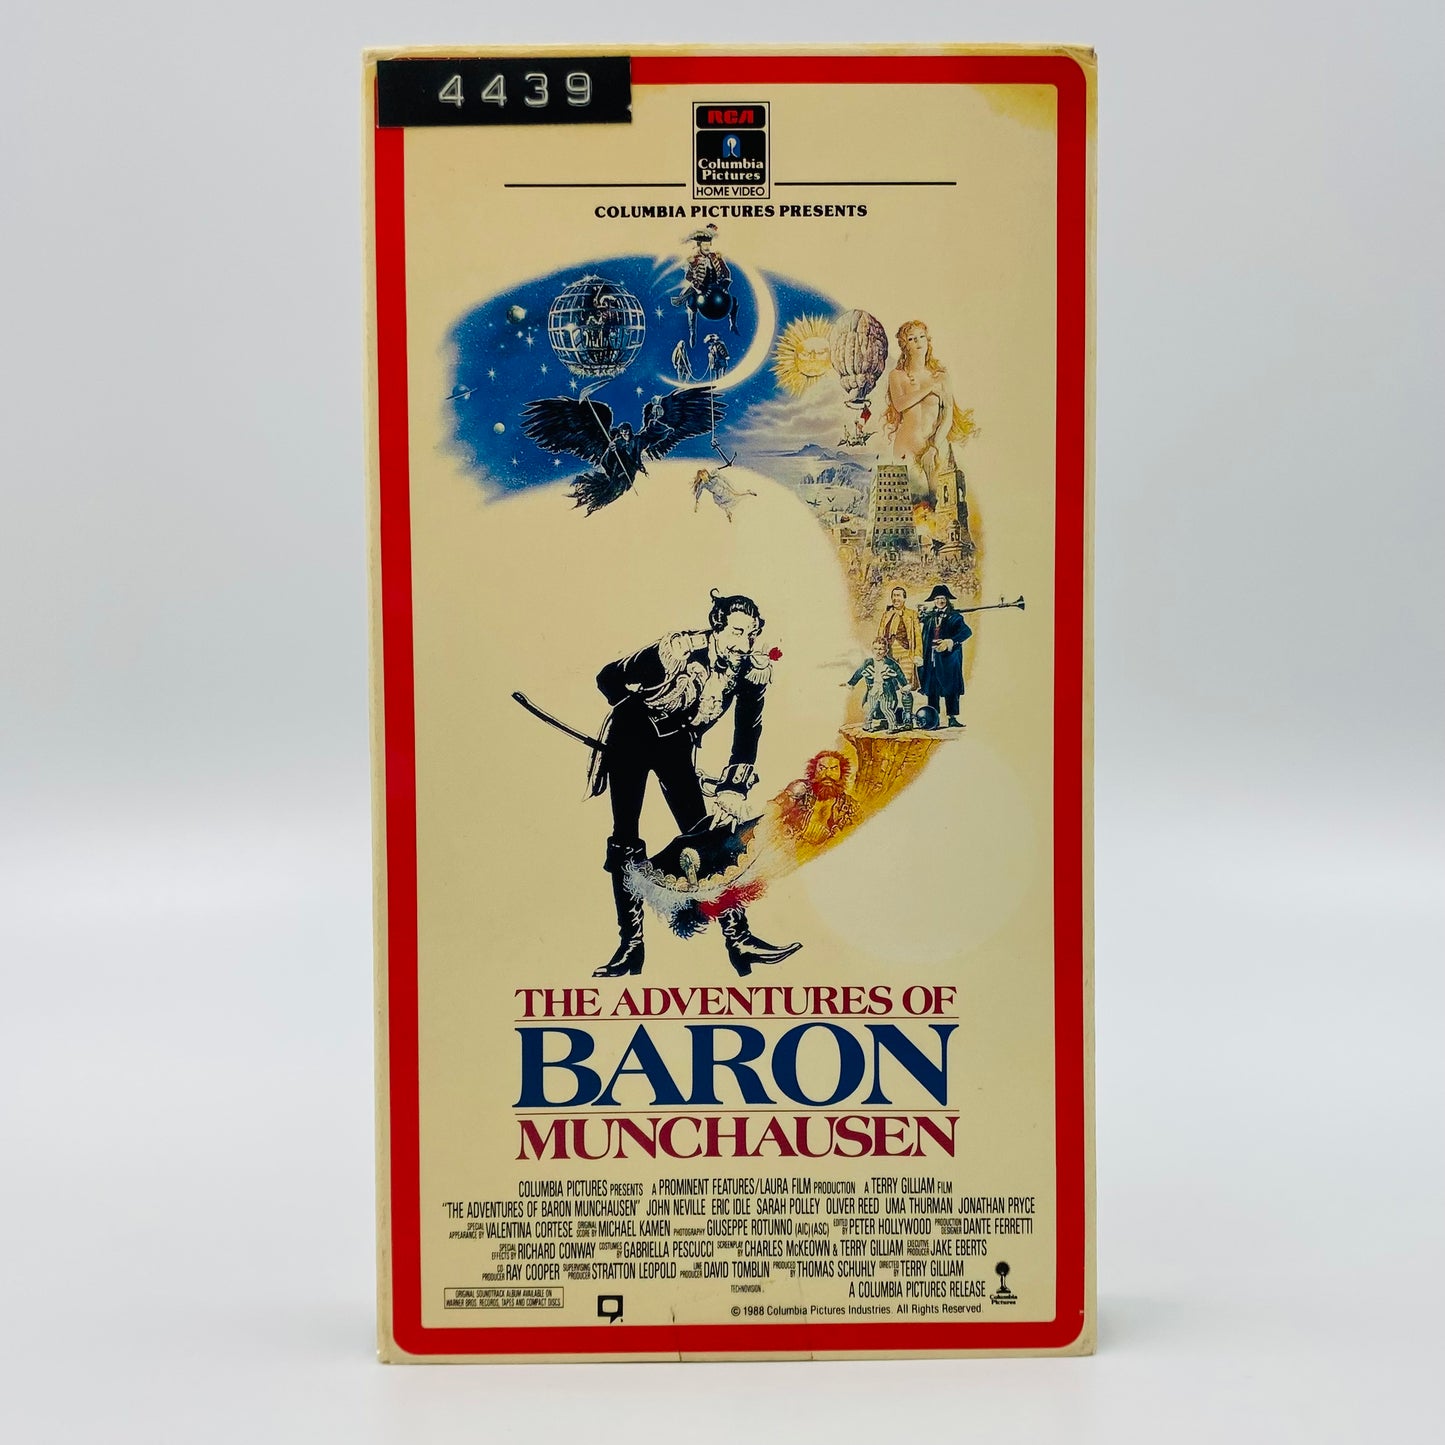 4439
RCA
Columbia
Pictures
HOME VIDEO
COLUMBIA PICTURES PRESENTS
THE ADVENTURES OF
BARON
MUNCHAUSEN
COLUMBIA PICTURES PRESENTS A PROMINENT FEATURES/LAURA FILM PRODUCTION A TERRY GILLIAM FILM
"THE ADVENTURES OF BARON MUNCHAUSEN" JOHN NEVILLE ERIC IDLE SARAH POLLEY OLIVER REED UMA THURMAN JONATHAN PRYCE
SPECIAL APPEARANCE BY VALENTINA CORTESE ORIGINAL SCORE BY MICHAEL KAMEN PHOTOGRAPHY GIUSEPPE ROTUNNO (AIC)(ASC) EDITED BY PETER HOLLYWOOD PRODUCTION DESIGNER DANTE FERRETTI
SPECIAL EFFECTS BY RICHARD CONWAY COSTUMES BY GABRIELLA PESCUCCI SCREENPLAY BY CHARLES McKEOWN & TERRY GILLIAM EXECUTIVE PRODUCER JAKE EBERTS
CO PRODUCER RAY COOPER SUPERVISING PRODUCER STRATTON LEOPOLD LINE PRODUCER DAVID TOMBLIN PRODUCED BY THOMAS SCHUHLY DIRECTED BY TERRY GILLIAM
ORIGINAL SOUNDTRACK ALBUM AVAILABLE ON
WARNER BROS. RECORDS, TAPES AND COMPACT DISCS
TECHNOVISION.
A COLUMBIA PICTURES RELEASE
Columbia
Pictures
© 1988 Columbia Pictures Industries. All Rights Reserved.